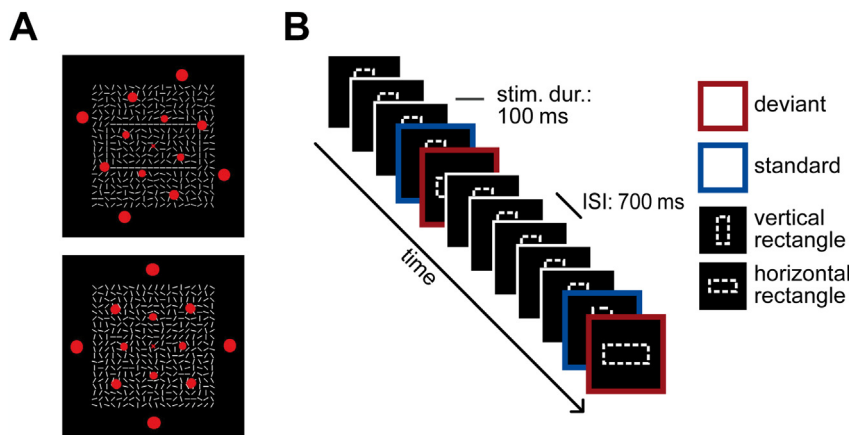 A
B
stim. dur.:
100 ms
ISI: 700 ms
time
deviant
standard
vertical
rectangle
horizontal
rectangle